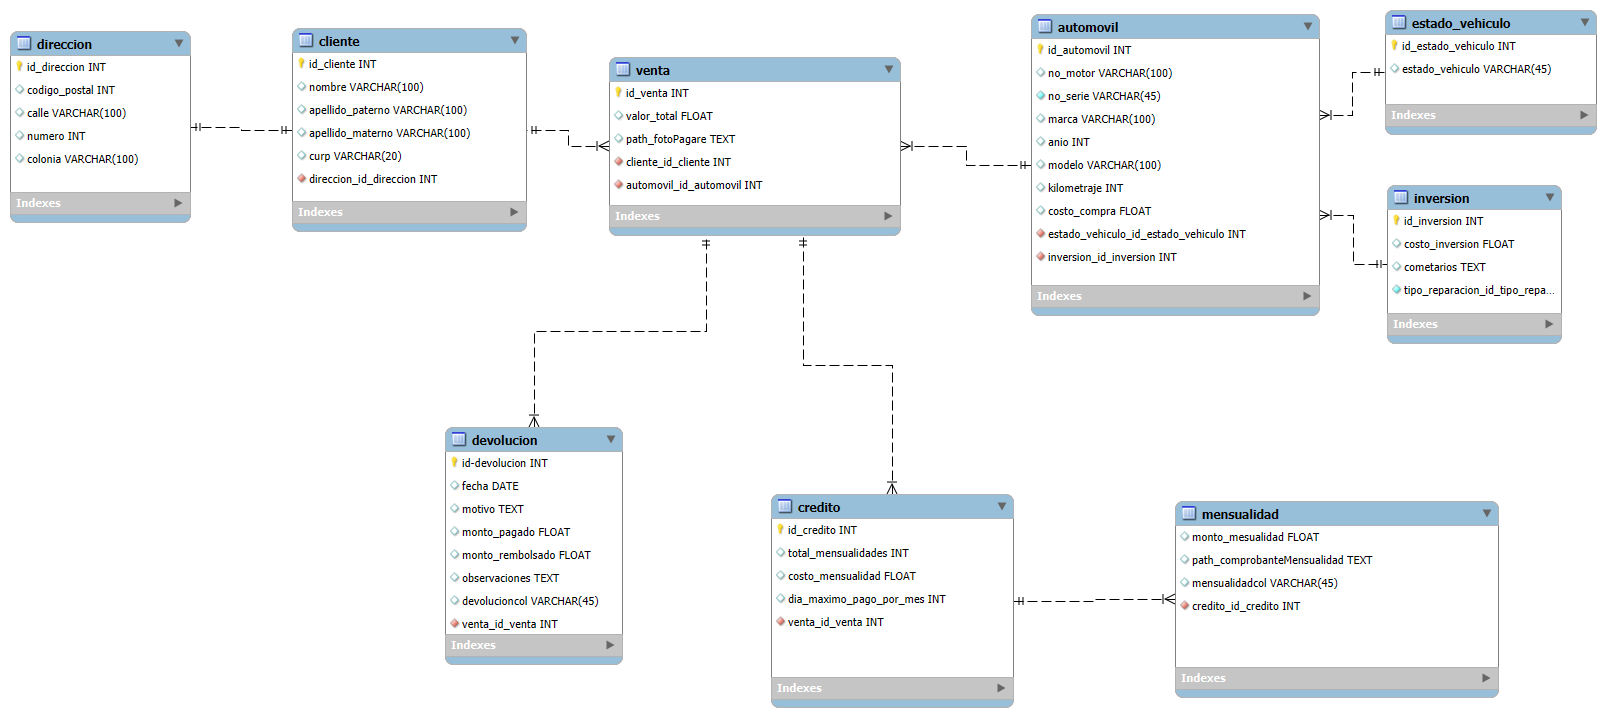 direccion
id_direccion INT
codigo_postal INT
calle VARCHAR(100)
numero INT
colonia VARCHAR(100)
Indexes
cliente
id_cliente INT
nombre VARCHAR(100)
apellido_paterno VARCHAR(100)
apellido_materno VARCHAR(100)
curp VARCHAR(20)
direccion_id_direccion INT
Indexes
venta
id_venta INT
valor_total FLOAT
path_fotoPagare TEXT
cliente_id_cliente INT
automovil_id_automovil INT
Indexes
automovil
id_automovil INT
no_motor VARCHAR(100)
no_serie VARCHAR(45)
marca VARCHAR(100)
anio INT
modelo VARCHAR(100)
kilometraje INT
costo_compra FLOAT
estado_vehiculo_id_estado_vehiculo INT
inversion_id_inversion INT
Indexes
estado_vehiculo
id_estado_vehiculo INT
estado_vehiculo VARCHAR(45)
Indexes
inversion
id_inversion INT
costo_inversion FLOAT
cometarios TEXT
tipo_reparacion_id_tipo_repa...
Indexes
devolucion
id-devolucion INT
fecha DATE
motivo TEXT
monto_pagado FLOAT
monto_rembolsado FLOAT
observaciones TEXT
devolucioncol VARCHAR(45)
venta_id_venta INT
Indexes
credito
id_credito INT
total_mensualidades INT
costo_mensualidad FLOAT
dia_maximo_pago_por_mes INT
venta_id_venta INT
Indexes
mensualidad
monto_mesualidad FLOAT
path_comprobanteMensualidad TEXT
mensualidadcol VARCHAR(45)
credito_id_credito INT
Indexes